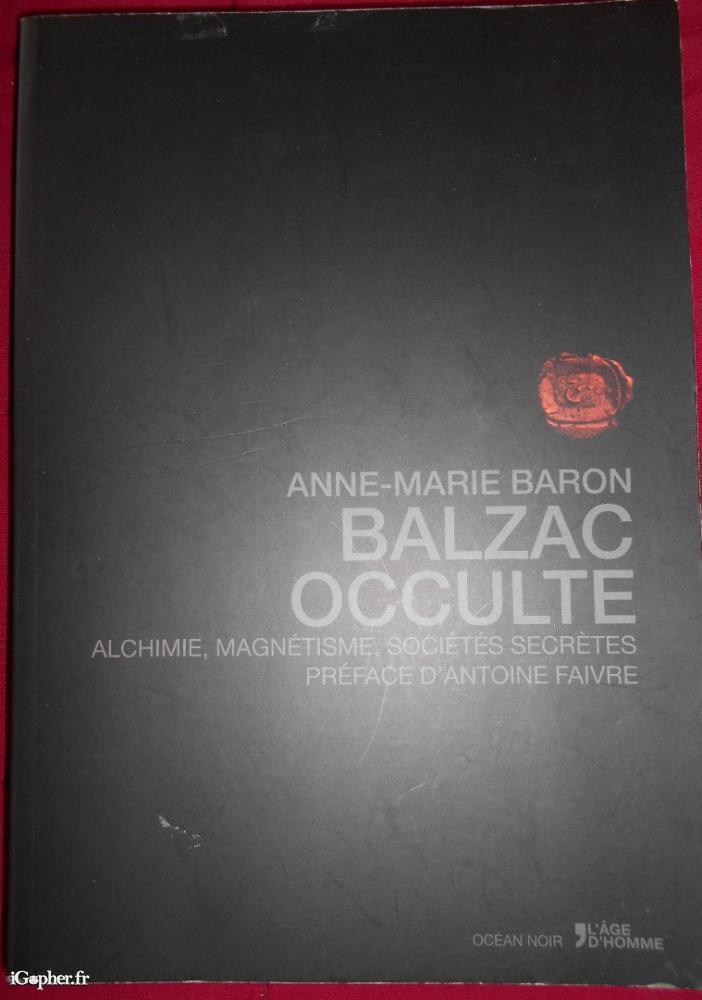 ANNE-MARIE BARON
BALZAC
OCCULTE
ALCHIMIE, MAGNÉTISME, SOCIÉTÉS SECRÈTES
PRÉFACE D'ANTOINE FAIVRE
OCÉAN NOIR
L'ÂGE
D'HOMME
iGopher.fr